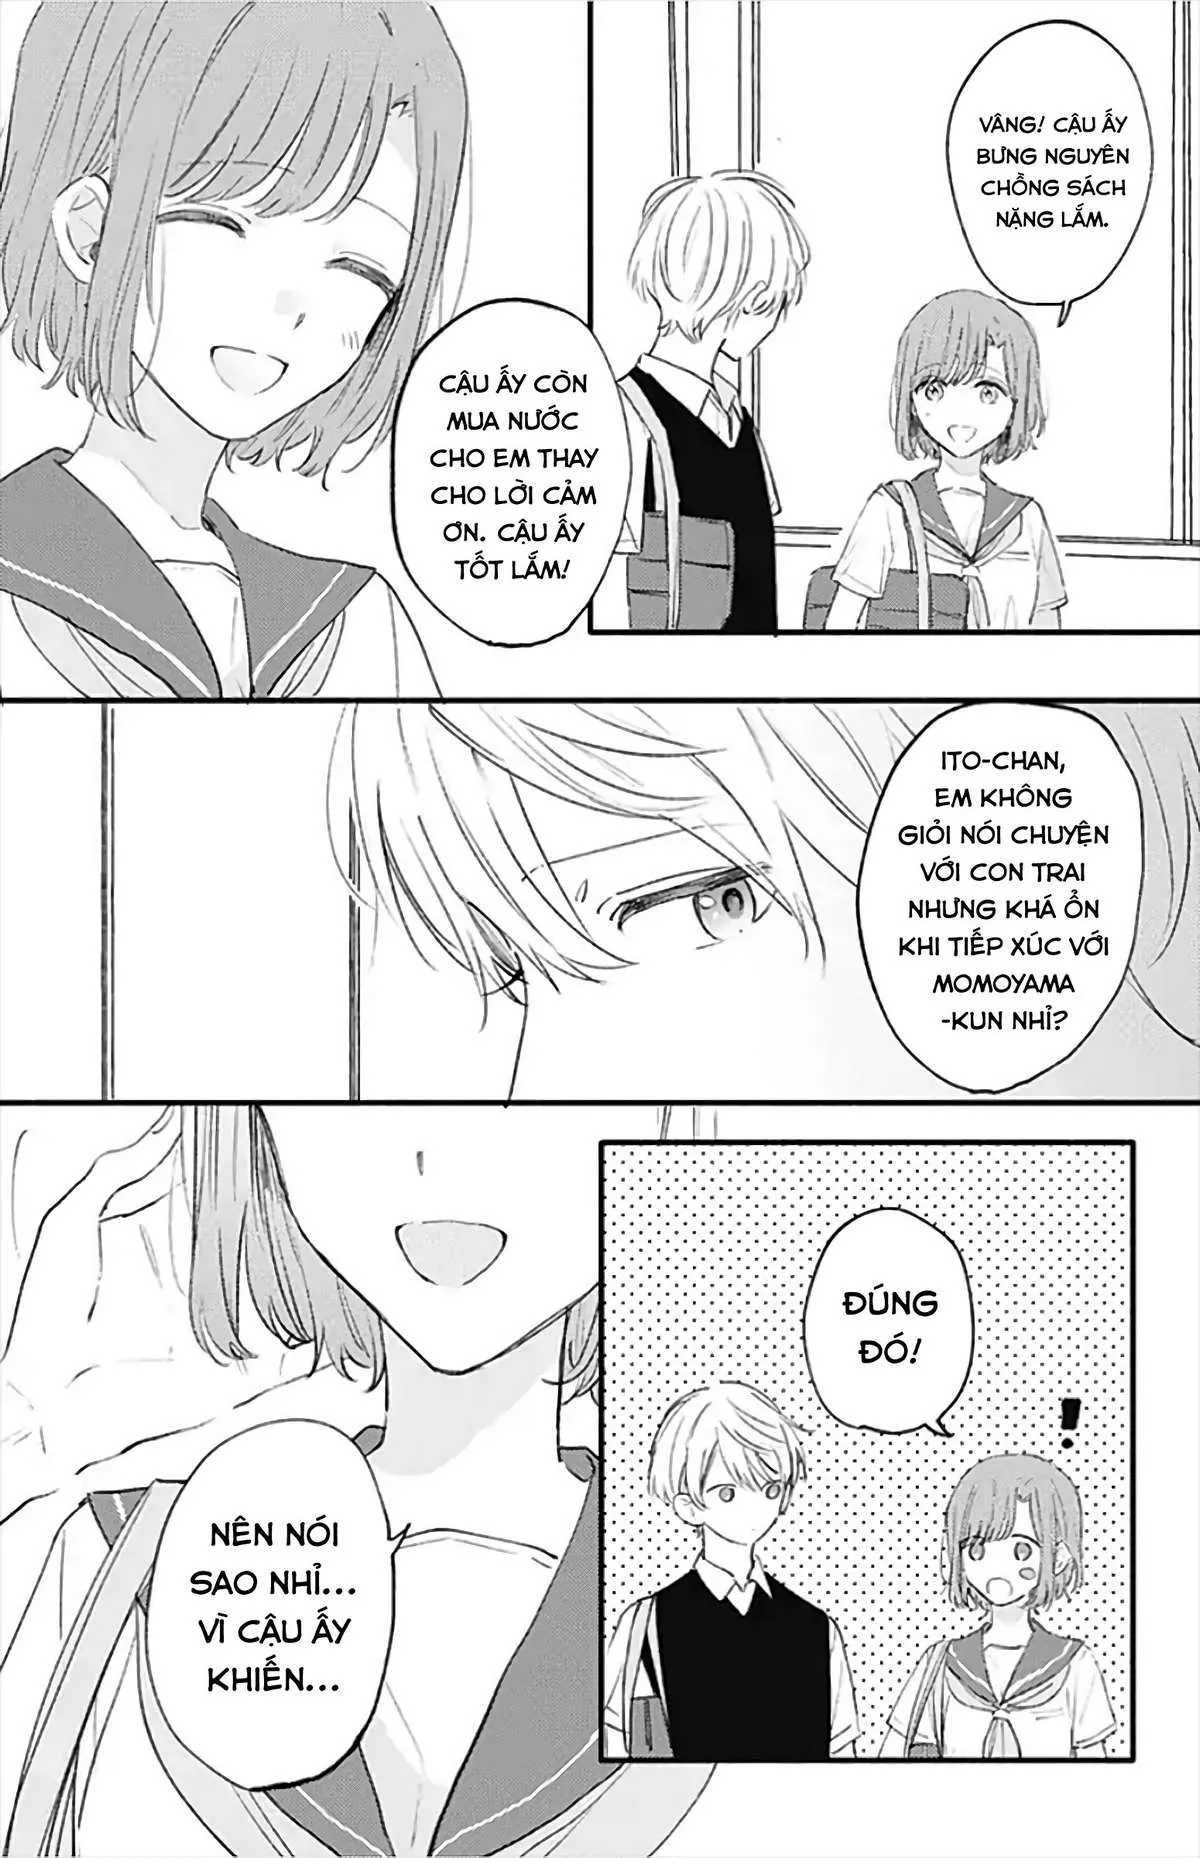 VÂNG! CẬU ẤY
BƯNG NGUYÊN
CHỒNG SÁCH
NẶNG LẮM.
CẬU ẤY CÒN
MUA NƯỚC
CHO EM THAY
CHO LỜI CẢM
ƠN. CẬU ẤY
TỐT LẮM!
ITO-CHAN,
EM KHÔNG
GIỎI NÓI CHUYỆN
VỚI CON TRAI
NHƯNG KHÁ ỔN
KHI TIẾP XÚC VỚI
MOMOYAMA
-KUN NHỈ?
ĐÚNG
ĐÓ!
!
NÊN NÓI
SAO NHỈ...
VÌ CẬU ẤY
KHIẾN...